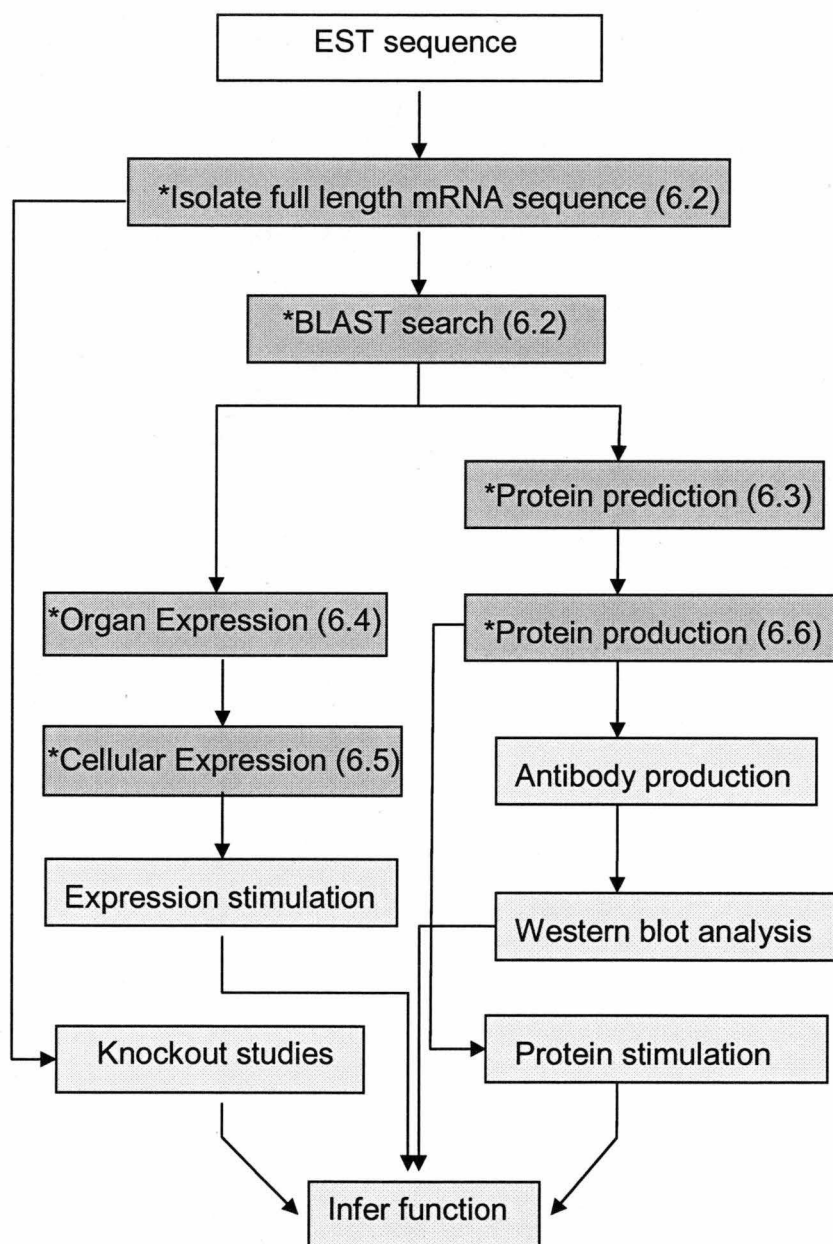 EST sequence
*Isolate full length mRNA sequence (6.2)
*BLAST search (6.2)
*Protein prediction (6.3)
*Organ Expression (6.4)
*Protein production (6.6)
*Cellular Expression (6.5)
Antibody production
Expression stimulation
Western blot analysis
Knockout studies
Protein stimulation
Infer function